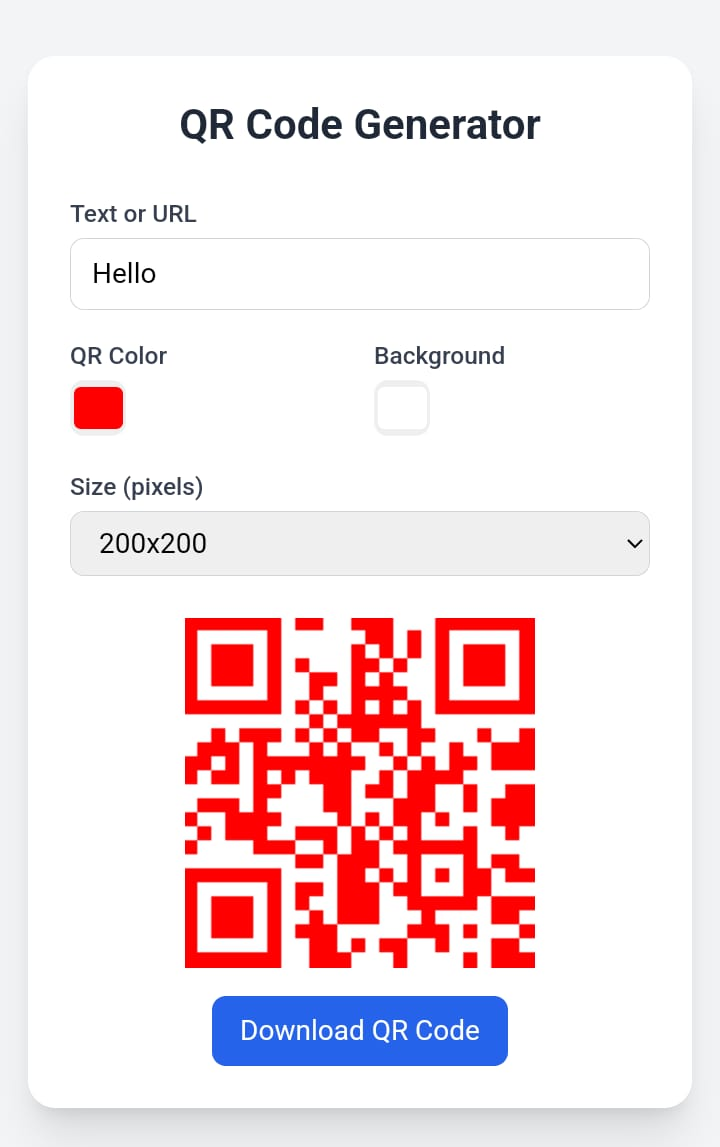 QR Code Generator
Text or URL
Hello
QR Color
Background
Size (pixels)
200x200
Download QR Code